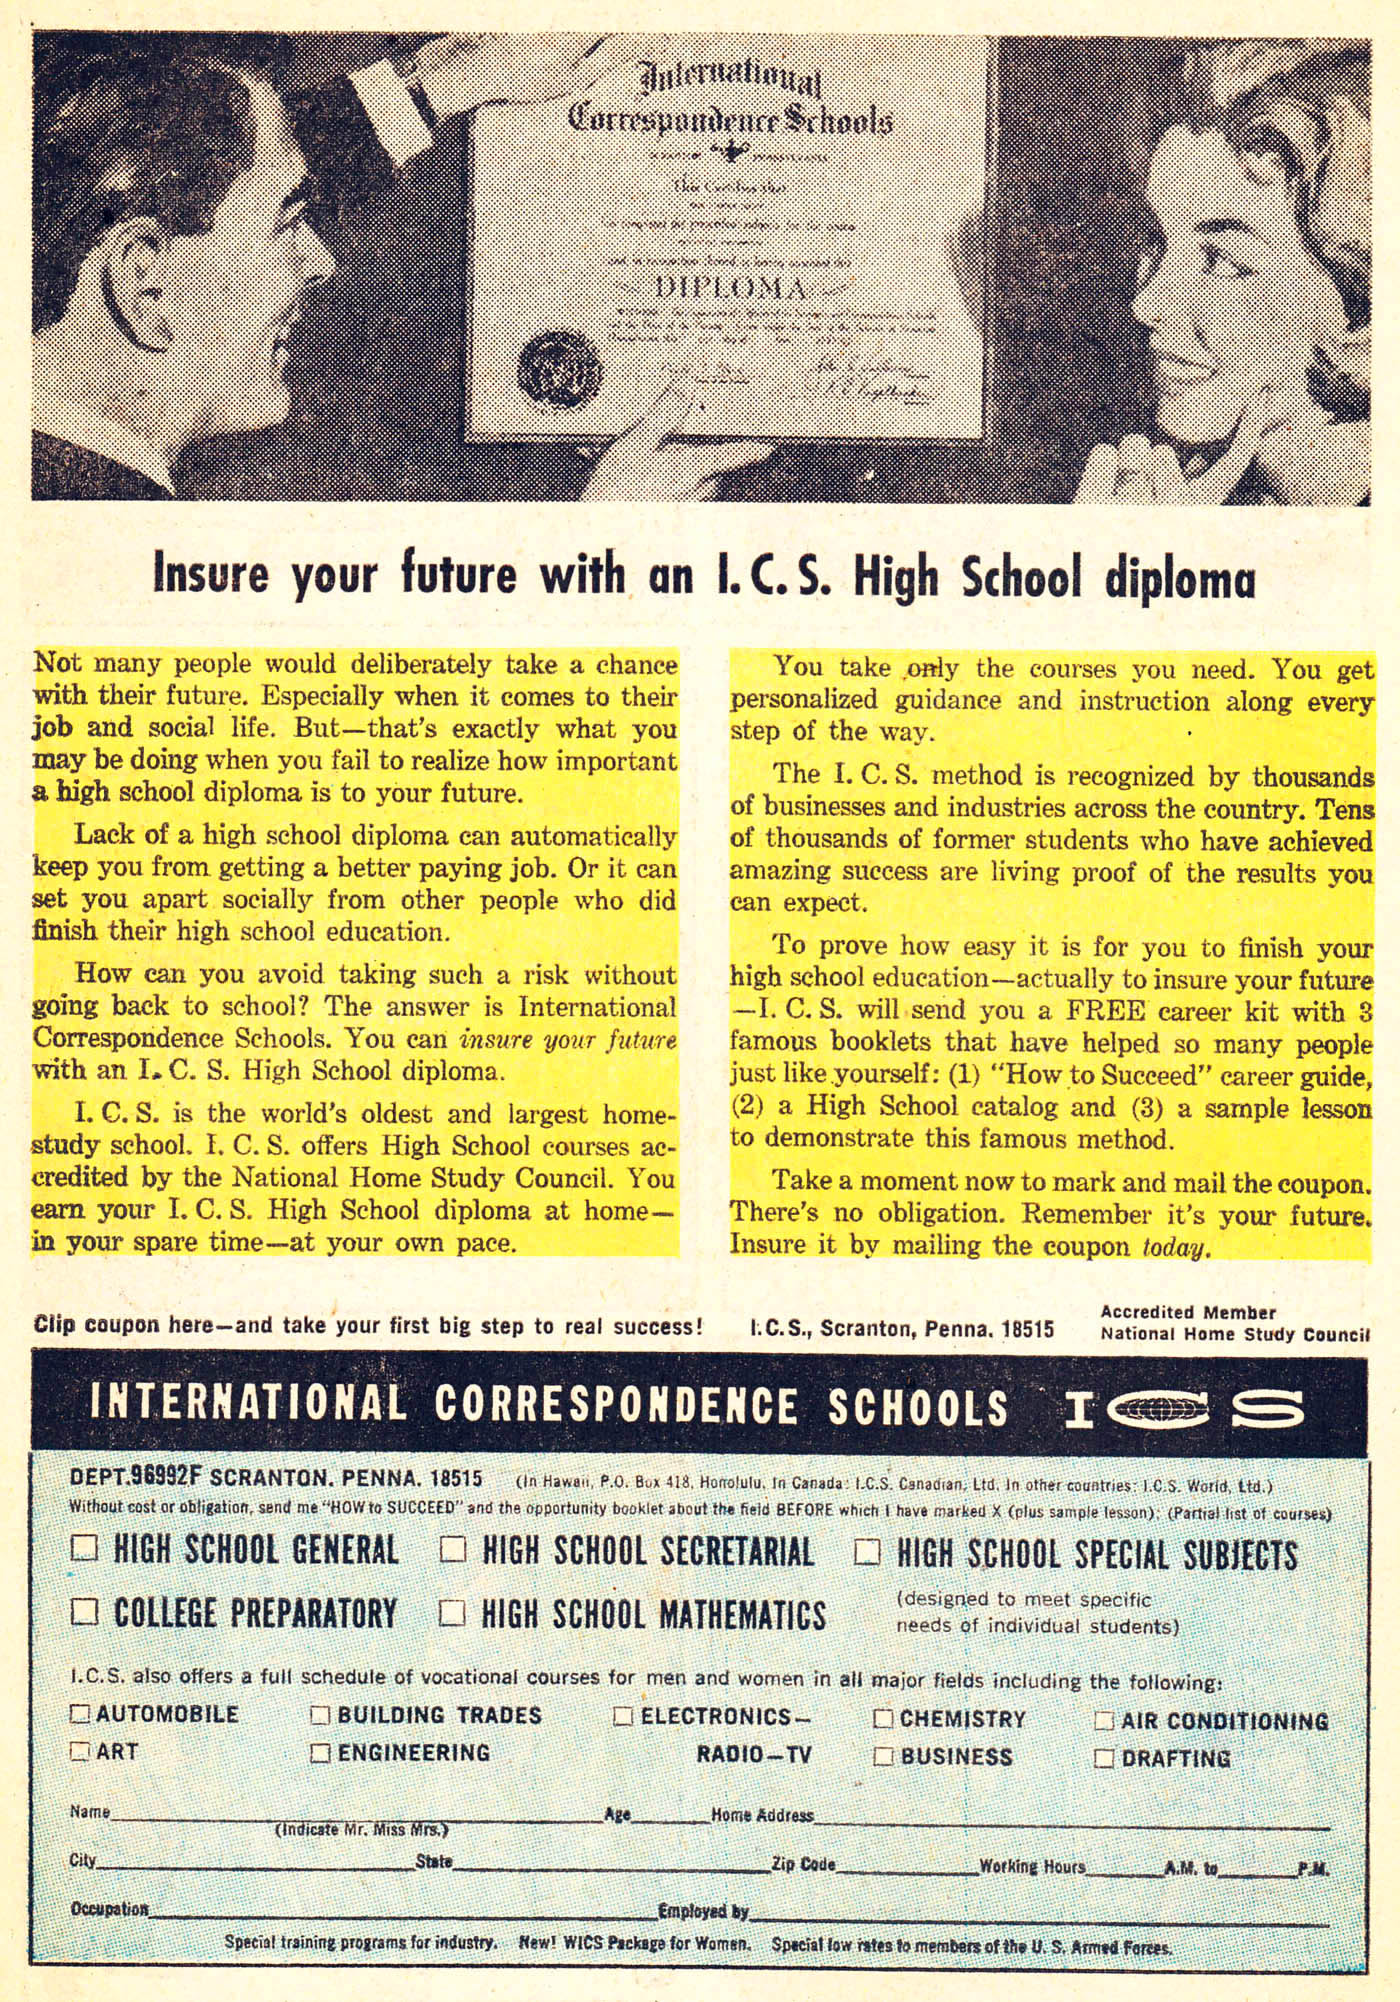 International
Correspondence Schools
SCRANTON PENNSYLVANIA
This Certifies that
DIPLOMA
Insure your future with an I. C. S. High School diploma
Not many people would deliberately take a chance
with their future. Especially when it comes to their
job and social life. But—that's exactly what you
may be doing when you fail to realize how important
a high school diploma is to your future.
Lack of a high school diploma can automatically
keep you from getting a better paying job. Or it can
set you apart socially from other people who did
finish their high school education.
How can you avoid taking such a risk without
going back to school? The answer is International
Correspondence Schools. You can insure your future
with an I. C. S. High School diploma.
I. C. S. is the world's oldest and largest home-
study school. I. C. S. offers High School courses ac-
credited by the National Home Study Council. You
earn your I. C. S. High School diploma at home—
in your spare time—at your own pace.
You take only the courses you need. You get
personalized guidance and instruction along every
step of the way.
The I. C. S. method is recognized by thousands
of businesses and industries across the country. Tens
of thousands of former students who have achieved
amazing success are living proof of the results you
can expect.
To prove how easy it is for you to finish your
high school education—actually to insure your future
—I. C. S. will send you a FREE career kit with 3
famous booklets that have helped so many people
just like yourself: (1) "How to Succeed" career guide,
(2) a High School catalog and (3) a sample lesson
to demonstrate this famous method.
Take a moment now to mark and mail the coupon.
There's no obligation. Remember it's your future.
Insure it by mailing the coupon today.
Clip coupon here—and take your first big step to real success!
I.C.S., Scranton, Penna. 18515
Accredited Member
National Home Study Council
INTERNATIONAL CORRESPONDENCE SCHOOLS ICS
DEPT.96992F SCRANTON, PENNA. 18515 (In Hawaii, P.O. Box 418, Honolulu. In Canada: I.C.S. Canadian, Ltd. In other countries: I.C.S. World, Ltd.)
Without cost or obligation, send me "HOW to SUCCEED" and the opportunity booklet about the field BEFORE which I have marked X (plus sample lesson): (Partial list of courses)
HIGH SCHOOL GENERAL HIGH SCHOOL SECRETARIAL HIGH SCHOOL SPECIAL SUBJECTS
COLLEGE PREPARATORY HIGH SCHOOL MATHEMATICS (designed to meet specific
needs of individual students)
I.C.S. also offers a full schedule of vocational courses for men and women in all major fields including the following:
AUTOMOBILE BUILDING TRADES ELECTRONICS— CHEMISTRY AIR CONDITIONING
ART ENGINEERING RADIO—TV BUSINESS DRAFTING
Name Age Home Address
(Indicate Mr. Miss Mrs.)
City State Zip Code Working Hours A.M. to P.M.
Occupation Employed by
Special training programs for industry. New! WICS Package for Women. Special low rates to members of the U. S. Armed Forces.